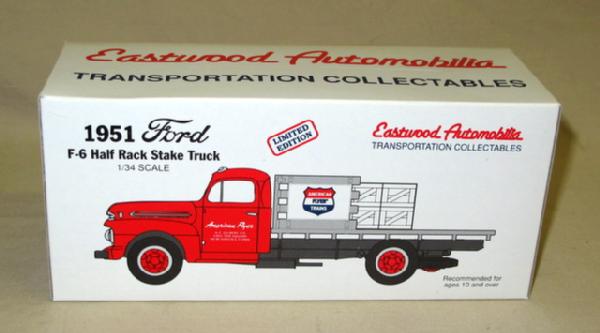 Eastwood Automobilia
TRANSPORTATION COLLECTABLES
1951 Ford
F-6 Half Rack Stake Truck
1/34 SCALE
LIMITED
EDITION
Eastwood Automobilia
TRANSPORTATION COLLECTABLES
AMERICAN
FLYER
TRAINS
American Flyer
Recommended for
ages 13 and over